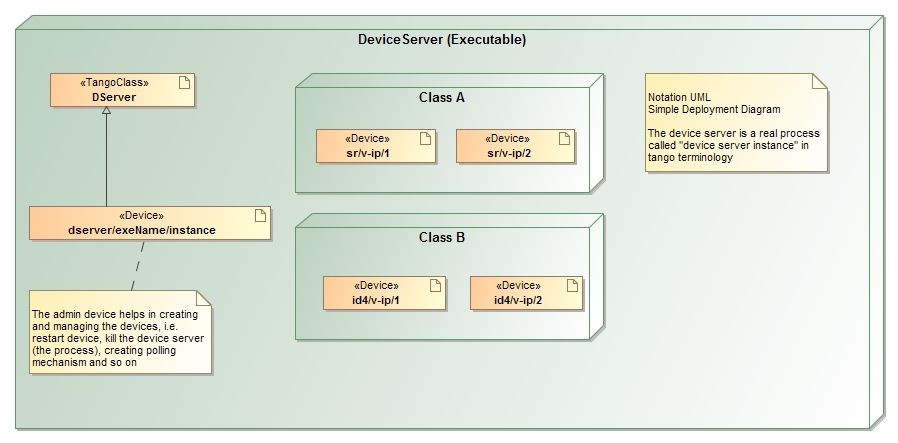 DeviceServer (Executable)
«TangoClass»
DServer
«Device»
dserver/exeName/instance
The admin device helps in creating
and managing the devices, i.e.
restart device, kill the device server
(the process), creating polling
mechanism and so on
Class A
«Device»
sr/v-ip/1
«Device»
sr/v-ip/2
Class B
«Device»
id4/v-ip/1
«Device»
id4/v-ip/2
Notation UML
Simple Deployment Diagram
The device server is a real process
called "device server instance" in
tango terminology